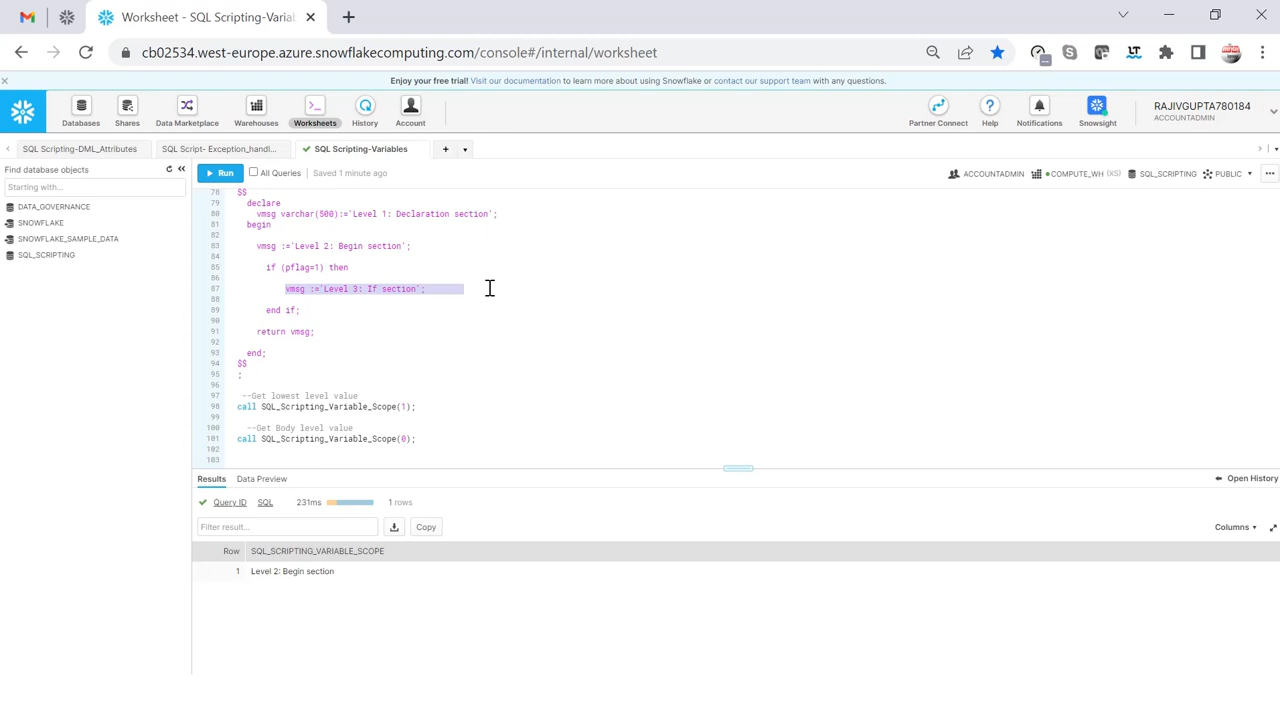 Worksheet - SQL Scripting-Variab
cb02534.west-europe.azure.snowflakecomputing.com/console#/internal/worksheet
Enjoy your free trial! Visit our documentation to learn more about using Snowflake or contact our support team with any questions.
Databases
Shares
Data Marketplace
Warehouses
Worksheets
History
Account
Partner Connect
Help
Notifications
Snowsight
RAJIVGUPTA780184
ACCOUNTADMIN
SQL Scripting-DML_Attributes
SQL Script- Exception_handl...
SQL Scripting-Variables
Find database objects
Run
All Queries
Saved 1 minute ago
ACCOUNTADMIN
COMPUTE_WH (XS)
SQL_SCRIPTING
PUBLIC
Starting with...
DATA_GOVERNANCE
SNOWFLAKE
SNOWFLAKE_SAMPLE_DATA
SQL_SCRIPTING
78 $$
79 declare
80 vmsg varchar(500):='Level 1: Declaration section';
81 begin
82
83 vmsg :='Level 2: Begin section';
84
85 if (pflag=1) then
86
87 vmsg :='Level 3: If section';
88
89 end if;
90
91 return vmsg;
92
93 end;
94 $$
95 ;
96
97 --Get lowest level value
98 call SQL_Scripting_Variable_Scope(1);
99
100 --Get Body level value
101 call SQL_Scripting_Variable_Scope(0);
102
103
Results
Data Preview
Open History
Query ID
SQL
231ms
1 rows
Filter result...
Copy
Columns
Row SQL_SCRIPTING_VARIABLE_SCOPE
1 Level 2: Begin section